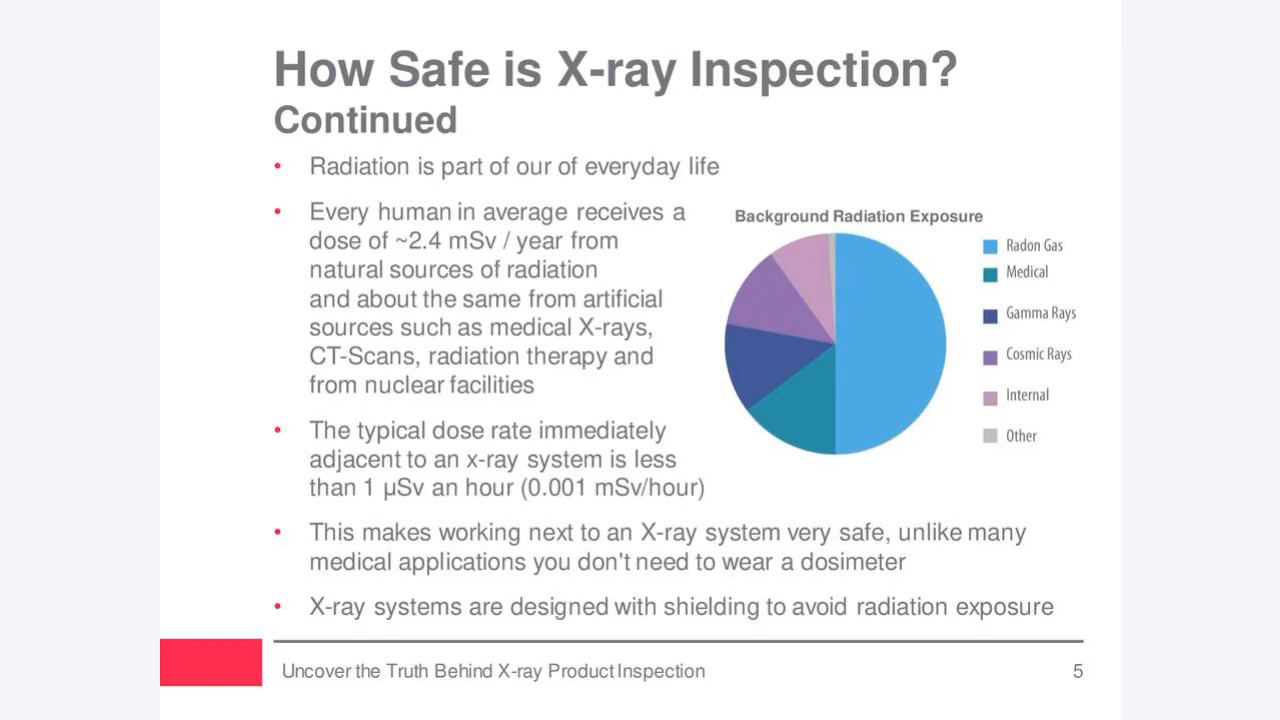 How Safe is X-ray Inspection?
Continued
• Radiation is part of our of everyday life
• Every human in average receives a
dose of ~2.4 mSv / year from
natural sources of radiation
and about the same from artificial
sources such as medical X-rays,
CT-Scans, radiation therapy and
from nuclear facilities
• The typical dose rate immediately
adjacent to an x-ray system is less
than 1 µSv an hour (0.001 mSv/hour)
Background Radiation Exposure
Radon Gas
Medical
Gamma Rays
Cosmic Rays
Internal
Other
• This makes working next to an X-ray system very safe, unlike many
medical applications you don't need to wear a dosimeter
• X-ray systems are designed with shielding to avoid radiation exposure
Uncover the Truth Behind X-ray Product Inspection
5